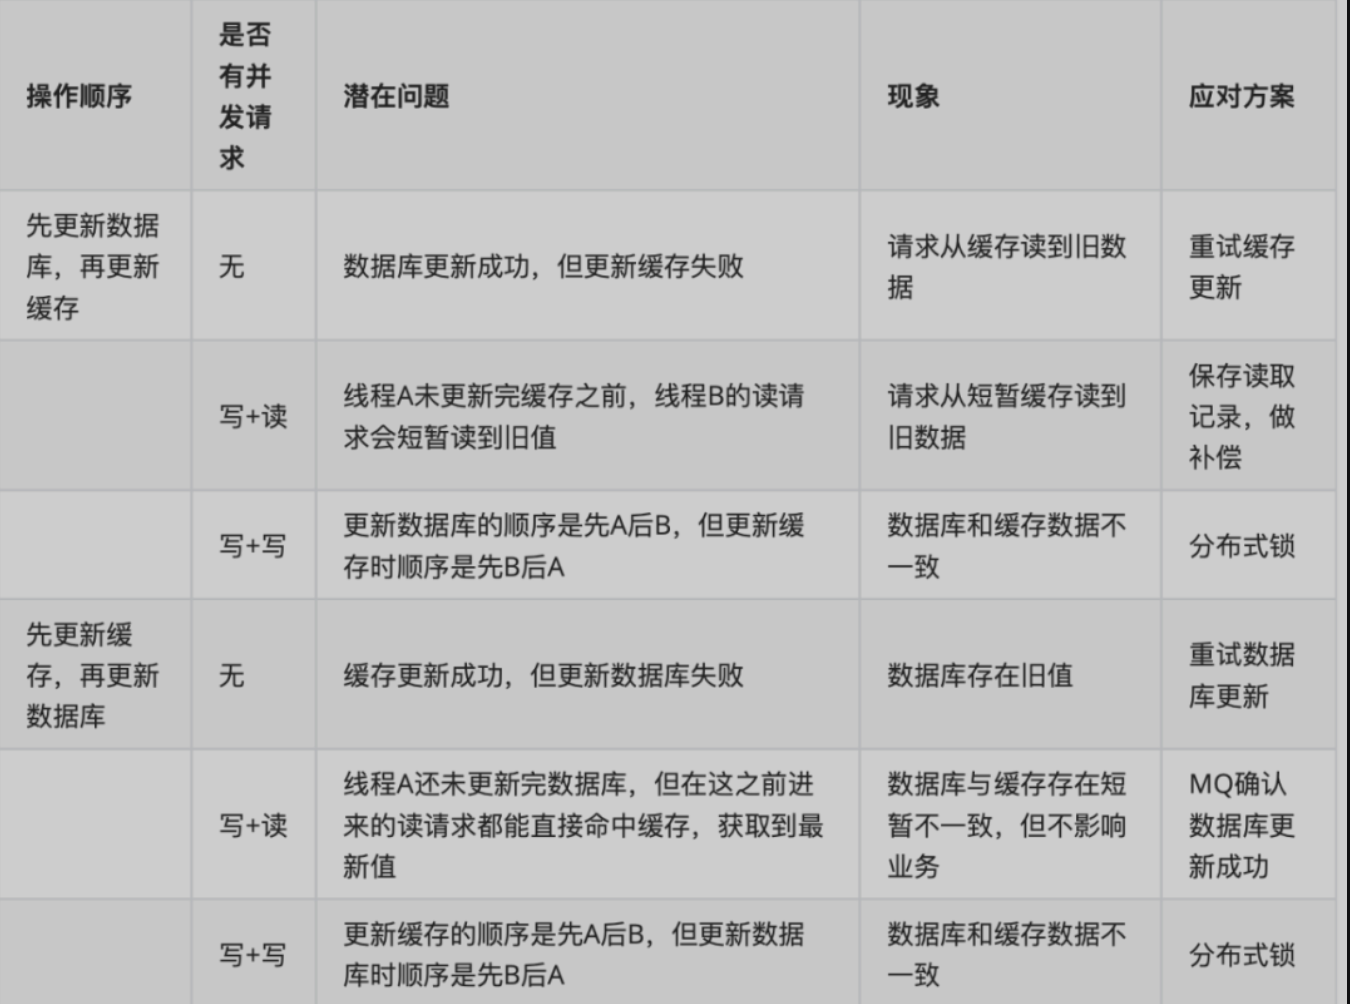 操作顺序
是否
有并
发请
求
潜在问题
现象
应对方案
先更新数据
库，再更新
缓存
无
数据库更新成功，但更新缓存失败
请求从缓存读到旧数
据
重试缓存
更新
写+读
线程A未更新完缓存之前，线程B的读请
求会短暂读到旧值
请求从短暂缓存读到
旧数据
保存读取
记录，做
补偿
写+写
更新数据库的顺序是先A后B，但更新缓
存时顺序是先B后A
数据库和缓存数据不
一致
分布式锁
先更新缓
存，再更新
数据库
无
缓存更新成功，但更新数据库失败
数据库存在旧值
重试数据
库更新
写+读
线程A还未更新完数据库，但在这之前进
来的读请求都能直接命中缓存，获取到最
新值
数据库与缓存存在短
暂不一致，但不影响
业务
MQ确认
数据库更
新成功
写+写
更新缓存的顺序是先A后B，但更新数据
库时顺序是先B后A
数据库和缓存数据不
一致
分布式锁